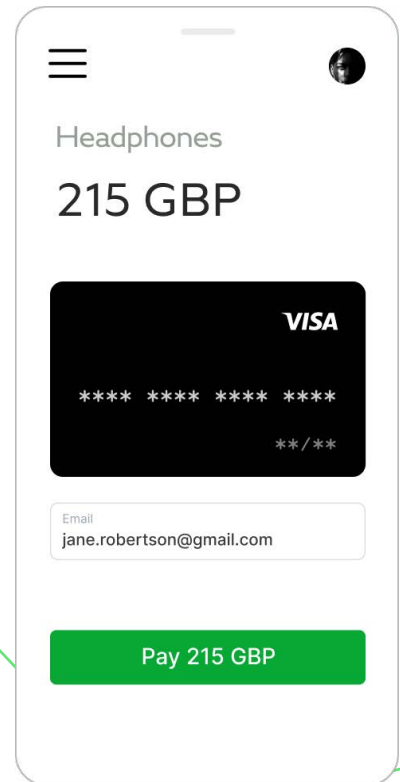 Headphones
215 GBP
VISA
**** **** **** ****
**/**
Email
jane.robertson@gmail.com
Pay 215 GBP